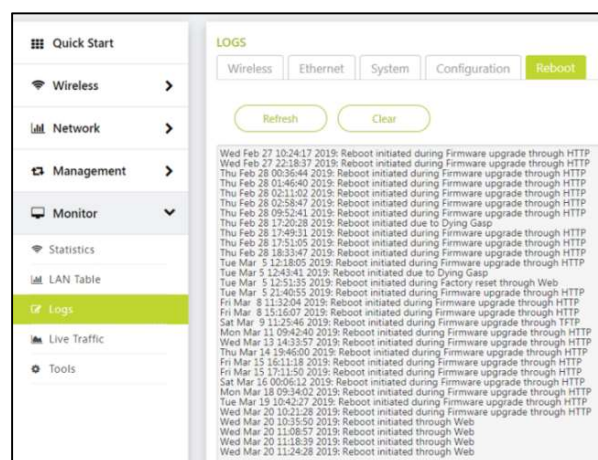 Quick Start
Wireless
Network
Management
Monitor
Statistics
LAN Table
Logs
Live Traffic
Tools
LOGS
Wireless Ethernet System Configuration Reboot
Refresh Clear
Wed Feb 27 10:24:17 2019: Reboot initiated during Firmware upgrade through HTTP
Wed Feb 27 22:18:37 2019: Reboot initiated during Firmware upgrade through HTTP
Thu Feb 28 00:36:44 2019: Reboot initiated during Firmware upgrade through HTTP
Thu Feb 28 01:46:40 2019: Reboot initiated during Firmware upgrade through HTTP
Thu Feb 28 02:11:02 2019: Reboot initiated during Firmware upgrade through HTTP
Thu Feb 28 02:58:47 2019: Reboot initiated during Firmware upgrade through HTTP
Thu Feb 28 09:52:41 2019: Reboot initiated during Firmware upgrade through HTTP
Thu Feb 28 17:20:28 2019: Reboot initiated due to Dying Gasp
Thu Feb 28 17:49:31 2019: Reboot initiated during Firmware upgrade through HTTP
Thu Feb 28 17:51:05 2019: Reboot initiated during Firmware upgrade through HTTP
Thu Feb 28 18:33:47 2019: Reboot initiated during Firmware upgrade through HTTP
Tue Mar 5 12:18:05 2019: Reboot initiated during Firmware upgrade through HTTP
Tue Mar 5 12:43:41 2019: Reboot initiated due to Dying Gasp
Tue Mar 5 12:51:35 2019: Reboot initiated during Factory reset through Web
Tue Mar 5 21:40:55 2019: Reboot initiated during Firmware upgrade through HTTP
Fri Mar 8 11:32:04 2019: Reboot initiated during Firmware upgrade through HTTP
Fri Mar 8 15:16:07 2019: Reboot initiated during Firmware upgrade through HTTP
Sat Mar 9 11:25:46 2019: Reboot initiated during Firmware upgrade through TFTP
Mon Mar 11 09:42:40 2019: Reboot initiated during Firmware upgrade through HTTP
Wed Mar 13 14:33:57 2019: Reboot initiated during Firmware upgrade through HTTP
Thu Mar 14 19:46:00 2019: Reboot initiated during Firmware upgrade through HTTP
Fri Mar 15 16:11:18 2019: Reboot initiated during Firmware upgrade through HTTP
Fri Mar 15 17:11:50 2019: Reboot initiated during Firmware upgrade through HTTP
Sat Mar 16 00:06:12 2019: Reboot initiated during Firmware upgrade through HTTP
Mon Mar 18 09:34:02 2019: Reboot initiated during Firmware upgrade through HTTP
Tue Mar 19 10:42:27 2019: Reboot initiated during Firmware upgrade through HTTP
Wed Mar 20 10:21:28 2019: Reboot initiated during Firmware upgrade through HTTP
Wed Mar 20 10:35:50 2019: Reboot initiated through Web
Wed Mar 20 11:08:57 2019: Reboot initiated through Web
Wed Mar 20 11:18:39 2019: Reboot initiated through Web
Wed Mar 20 11:24:28 2019: Reboot initiated through Web